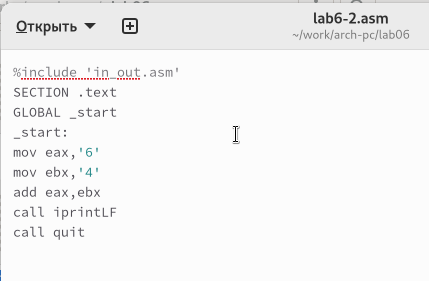 Открыть
lab6-2.asm
~/work/arch-pc/lab06
%include 'in_out.asm'
SECTION .text
GLOBAL _start
_start:
mov eax,'6'
mov ebx,'4'
add eax,ebx
call iprintLF
call quit